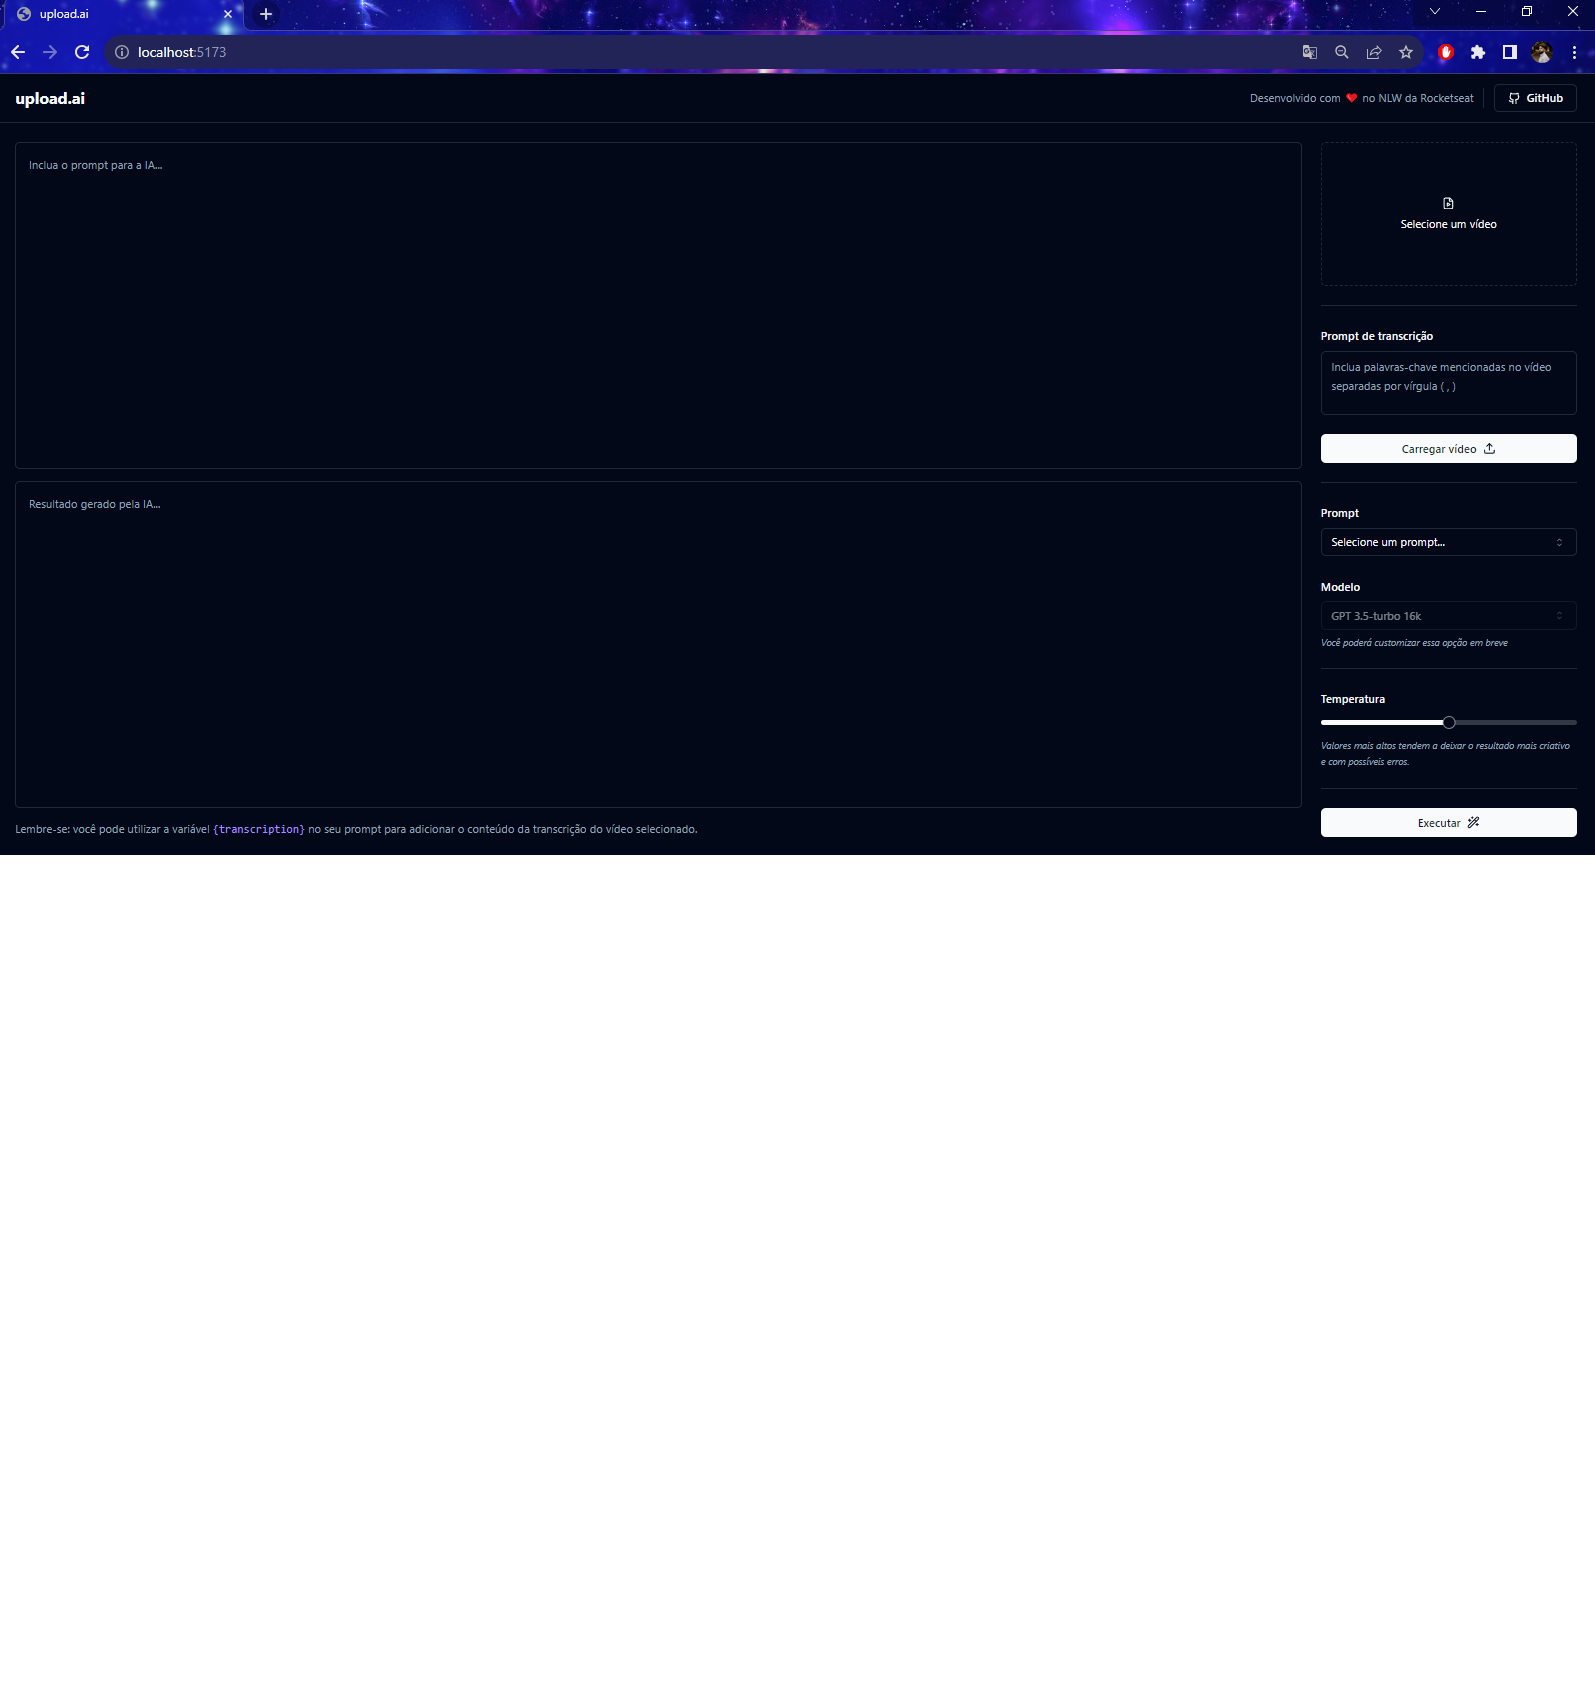 upload.ai
localhost:5173
upload.ai
Desenvolvido com ❤ no NLW da Rocketseat
GitHub
Inclua o prompt para a IA...
Resultado gerado pela IA...
Lembre-se: você pode utilizar a variável {transcription} no seu prompt para adicionar o conteúdo da transcrição do vídeo selecionado.
Selecione um vídeo
Prompt de transcrição
Inclua palavras-chave mencionadas no vídeo
separadas por vírgula ( , )
Carregar vídeo
Prompt
Selecione um prompt...
Modelo
GPT 3.5-turbo 16k
Você poderá customizar essa opção em breve
Temperatura
Valores mais altos tendem a deixar o resultado mais criativo
e com possíveis erros.
Executar